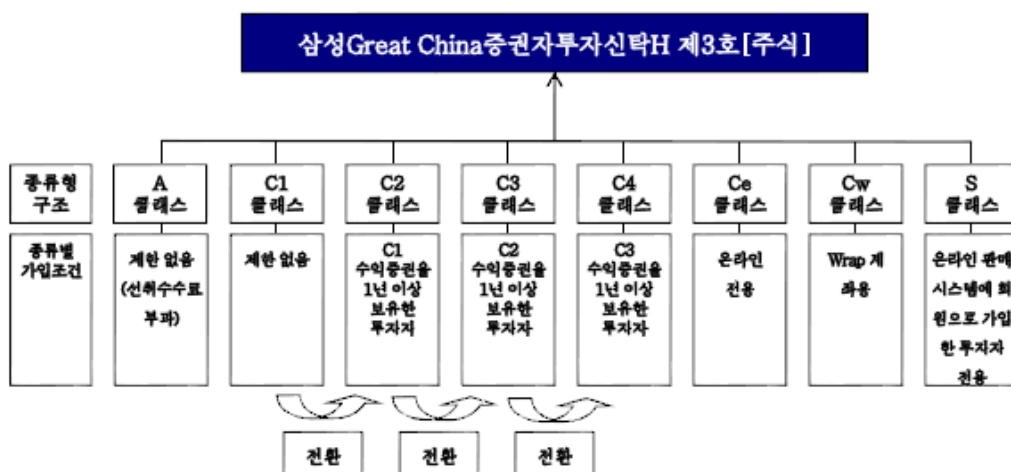 삼성Great China증권자투자신탁H 제3호[주식]
종류형
구조
A
클래스
C1
클래스
C2
클래스
C3
클래스
C4
클래스
Ce
클래스
Cw
클래스
S
클래스
종류별
가입조건
제한 없음
(선취수수료
부과)
제한 없음
C1
수익증권을
1년 이상
보유한
투자자
C2
수익증권을
1년 이상
보유한
투자자
C3
수익증권을
1년 이상
보유한
투자자
온라인
전용
Wrap 계
좌용
온라인 판매
시스템에 회
원으로 가입
한 투자자
전용
전환
전환
전환